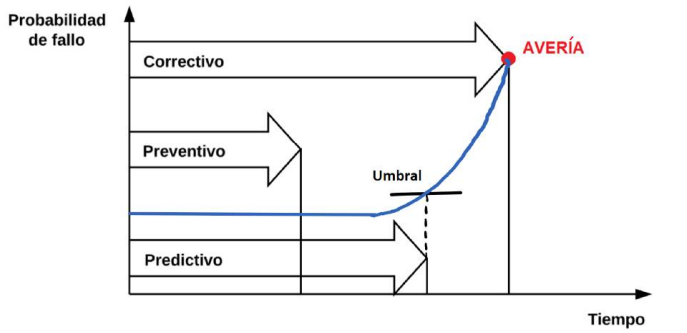 Probabilidad
de fallo
AVERÍA
Correctivo
Preventivo
Umbral
Predictivo
Tiempo